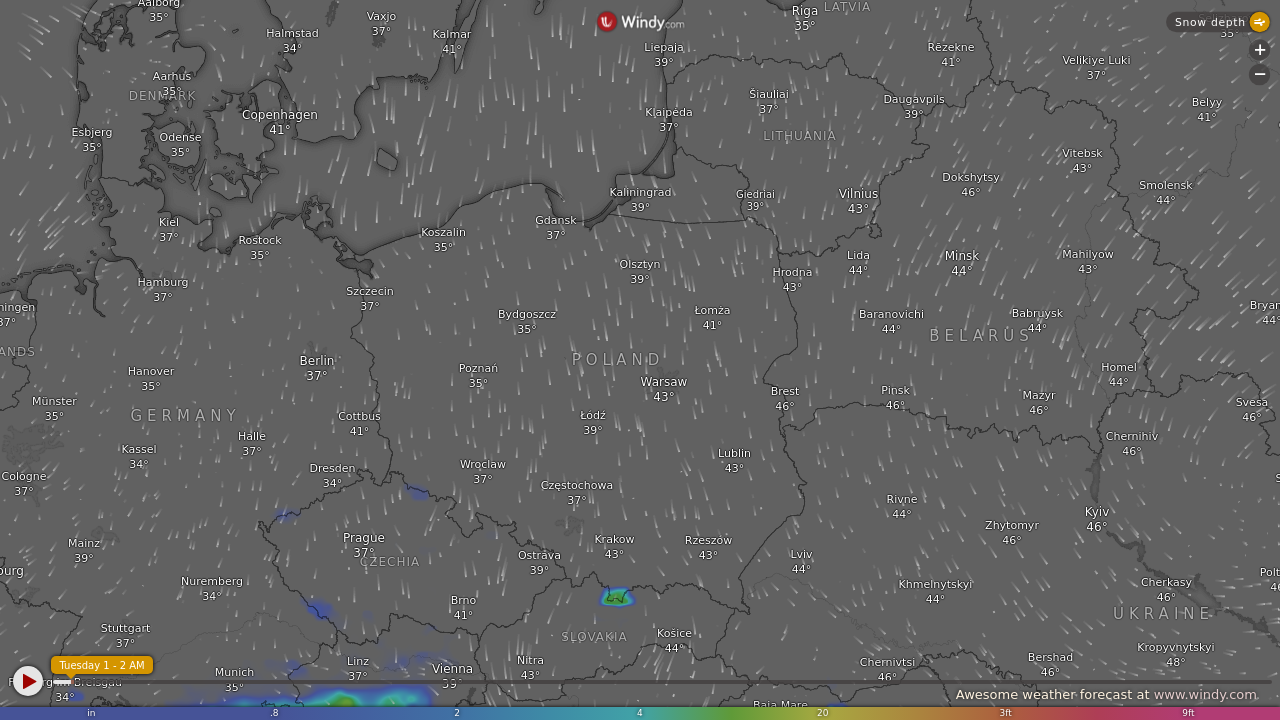 Aalborg
35°
Halmstad
34°
Vaxjo
37°
Kalmar
41°
Windy.com
Liepaja
39°
Riga
35°
LATVIA
Rēzekne
41°
Velikiye Luki
37°
Snow depth
35°
+
−
Aarhus
35°
DENMARK
Copenhagen
41°
Esbjerg
35°
Odense
35°
Klaipėda
37°
Šiauliai
37°
LITHUANIA
Daugavpils
39°
Belyy
41°
Vitebsk
43°
Dokshytsy
46°
Smolensk
44°
Kaliningrad
39°
Giedriai
39°
Vilnius
43°
Kiel
37°
Rostock
35°
Koszalin
35°
Gdansk
37°
Olsztyn
39°
Hrodna
43°
Lida
44°
Minsk
44°
Mahilyow
43°
Hamburg
37°
Szczecin
37°
Bydgoszcz
35°
Łomża
41°
Baranovichi
44°
Babruysk
44°
BELARUS
Berlin
37°
Poznań
35°
POLAND
Warsaw
43°
Brest
46°
Pinsk
46°
Mazyr
46°
Homel
44°
Hanover
35°
Münster
35°
GERMANY
Cottbus
41°
Łódź
39°
Svesa
46°
Chernihiv
46°
Kassel
34°
Halle
37°
Dresden
34°
Wroclaw
37°
Częstochowa
37°
Lublin
43°
Cologne
37°
Rivne
44°
Zhytomyr
46°
Kyiv
46°
Mainz
39°
Prague
37°
CZECHIA
Ostrava
39°
Krakow
43°
Rzeszow
43°
Lviv
44°
Khmelnytskyi
44°
Cherkasy
46°
UKRAINE
Nuremberg
34°
Brno
41°
SLOVAKIA
Košice
44°
Stuttgart
37°
Kropyvnytskyi
48°
Bershad
46°
Chernivtsi
46°
Nitra
43°
Linz
37°
Vienna
39°
Munich
35°
Tuesday 1 - 2 AM
34°
Baia Mare
Awesome weather forecast at www.windy.com
in .8 2 4 20 3ft 9ft